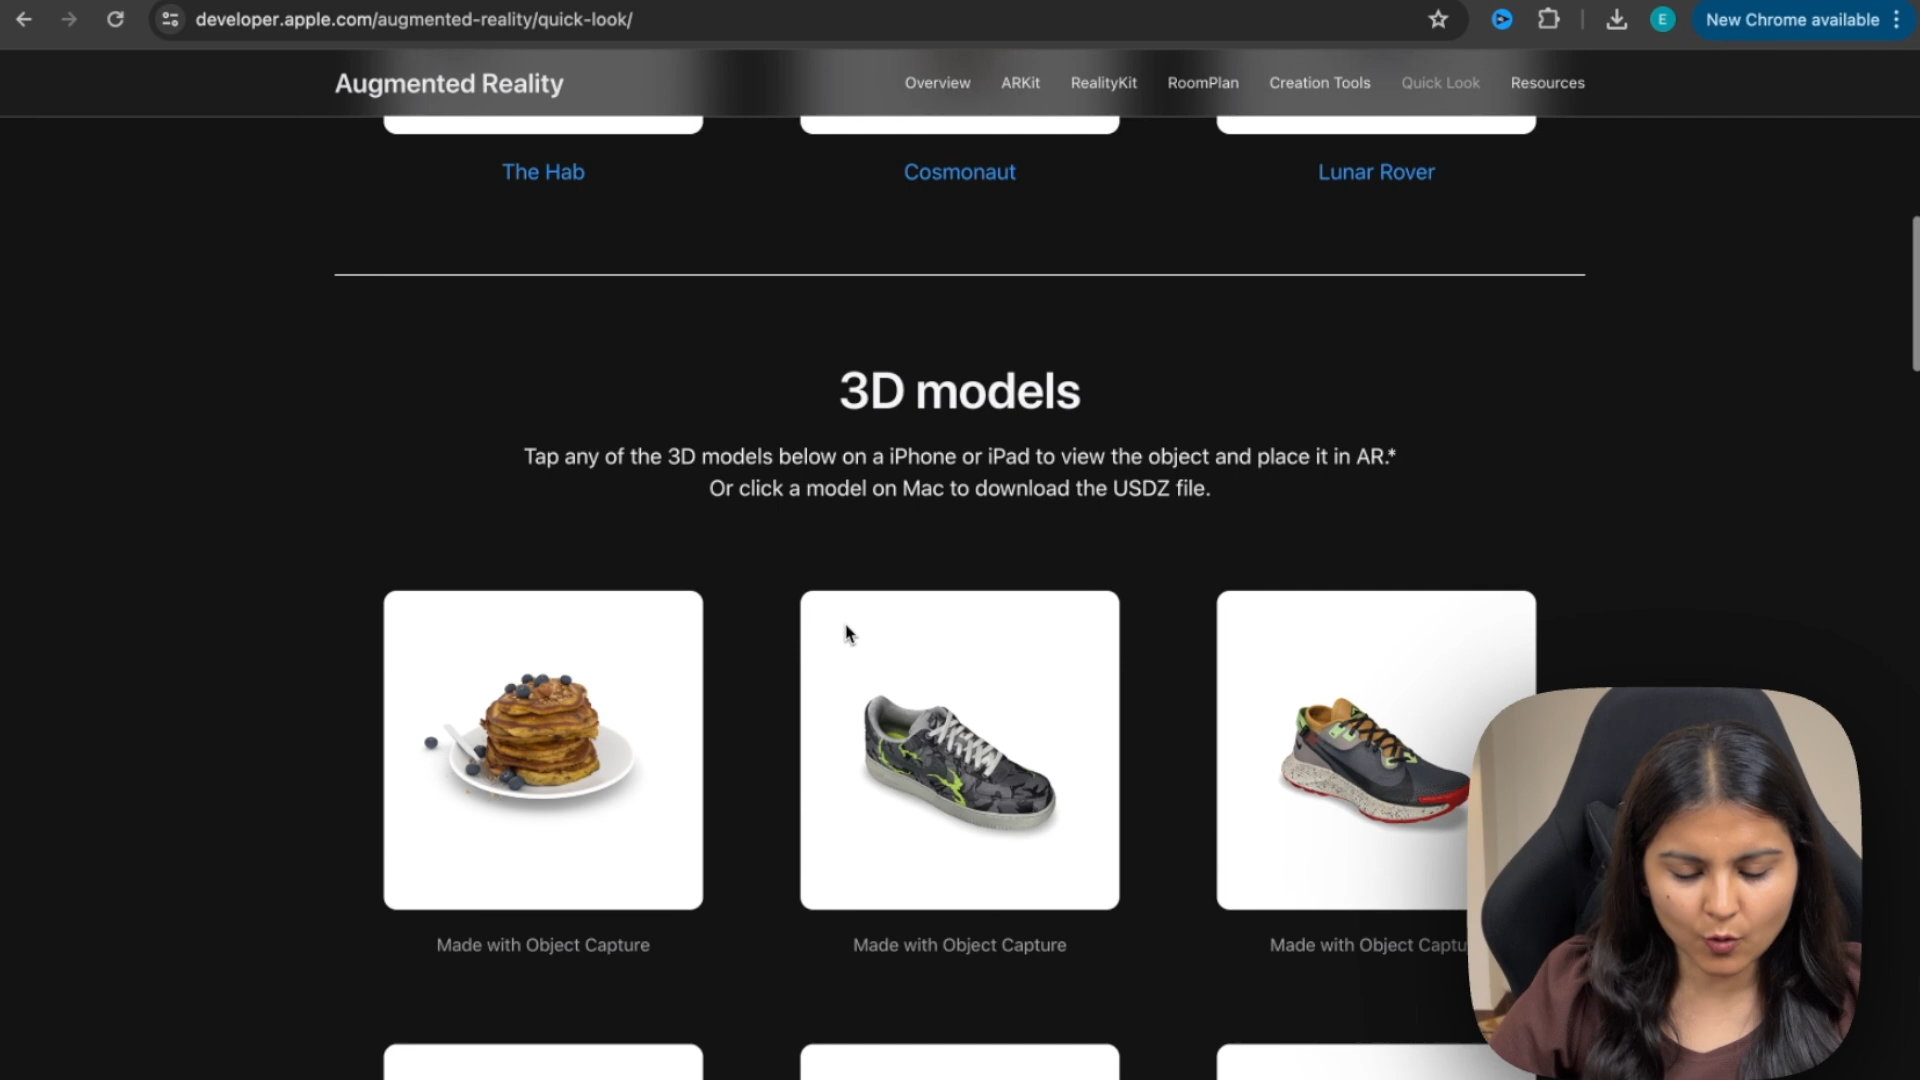 developer.apple.com/augmented-reality/quick-look/
E
New Chrome available
Augmented Reality
Overview
ARKit
RealityKit
RoomPlan
Creation Tools
Quick Look
Resources
The Hab
Cosmonaut
Lunar Rover
3D models
Tap any of the 3D models below on a iPhone or iPad to view the object and place it in AR.*
Or click a model on Mac to download the USDZ file.
Made with Object Capture
Made with Object Capture
Made with Object Captu